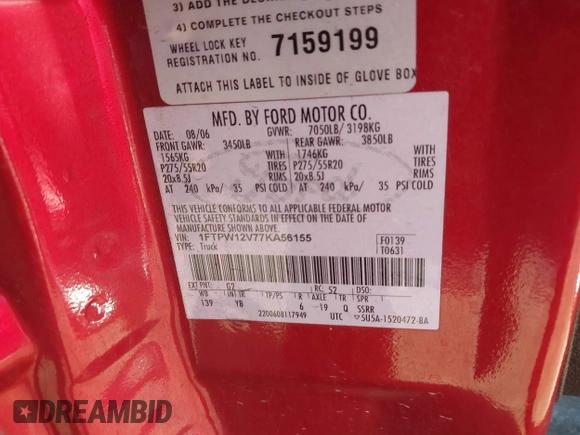 3) ADD THE
4) COMPLETE THE CHECKOUT STEPS
WHEEL LOCK KEY
REGISTRATION NO. 7159199
ATTACH THIS LABEL TO INSIDE OF GLOVE BOX
MFD. BY FORD MOTOR CO.
DATE: 08/06 GVWR: 7050LB/ 3198KG
FRONT GAWR: 3450LB REAR GAWR: 3850LB
1565KG WITH 1746KG WITH
P275/55R20 TIRES P275/55R20 TIRES
20x8.5J RIMS 20x8.5J RIMS
AT 240 kPa/ 35 PSI COLD AT 240 kPa/ 35 PSI COLD
THIS VEHICLE CONFORMS TO ALL APPLICABLE FEDERAL MOTOR
VEHICLE SAFETY STANDARDS IN EFFECT ON THE DATE OF
MANUFACTURE SHOWN ABOVE.
VIN: 1FTPW12V77KA56155 F0139
TYPE: Truck T0631
EXT PNT: G2 RC: 52 DSO:
WB INT TR TP/PS R AXLE TR SPR
139 YB 6 19 Q SSRR
2200608117949 UTC ▽5U5A-1520472-BA
DREAMBID